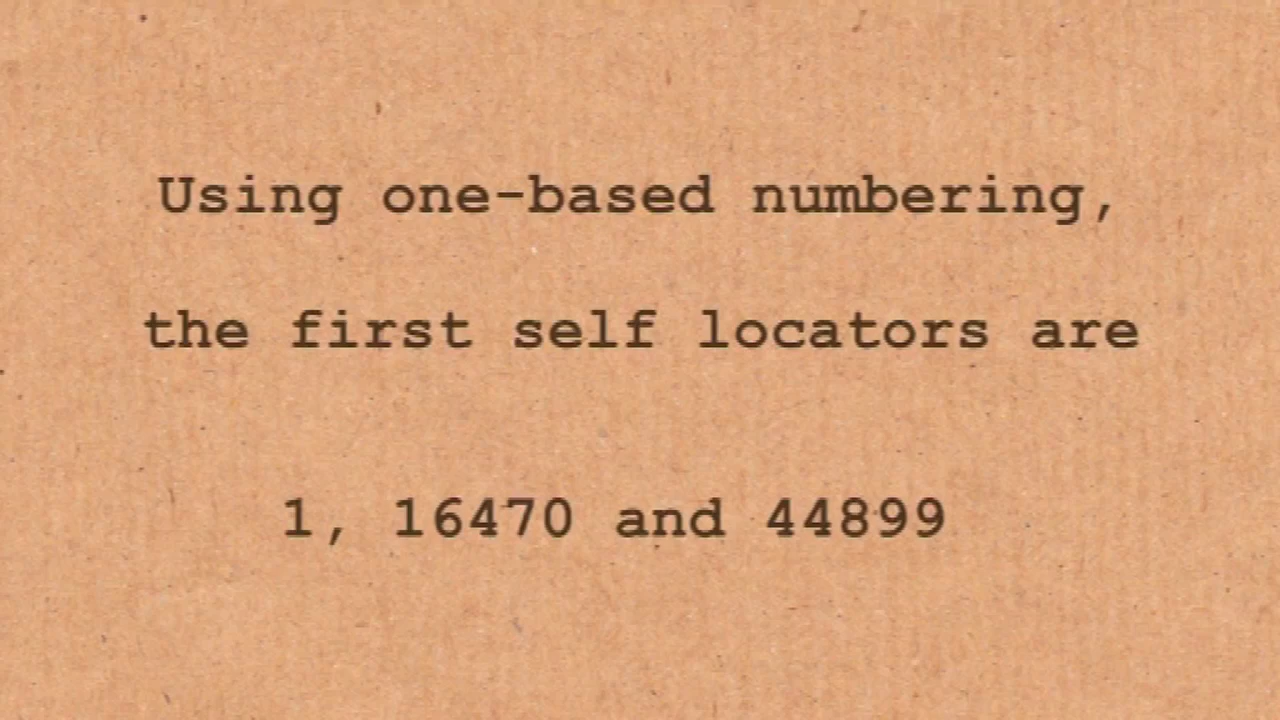 Using one-based numbering,
the first self locators are
1, 16470 and 44899